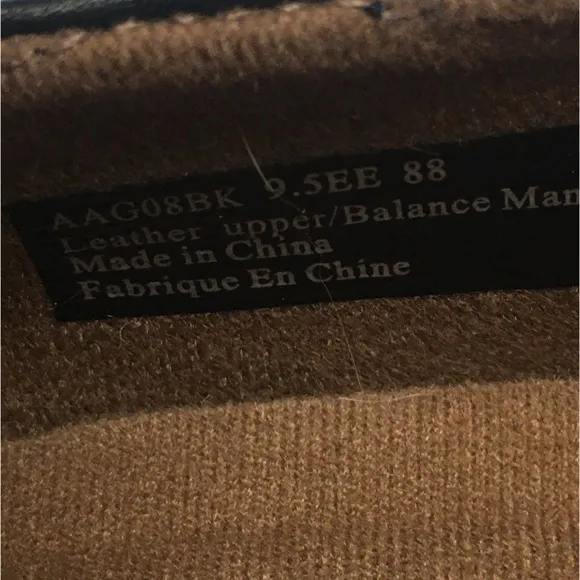 AAG08BK 9.5EE 88
Leather upper/Balance Man
Made in China
Fabrique En Chine